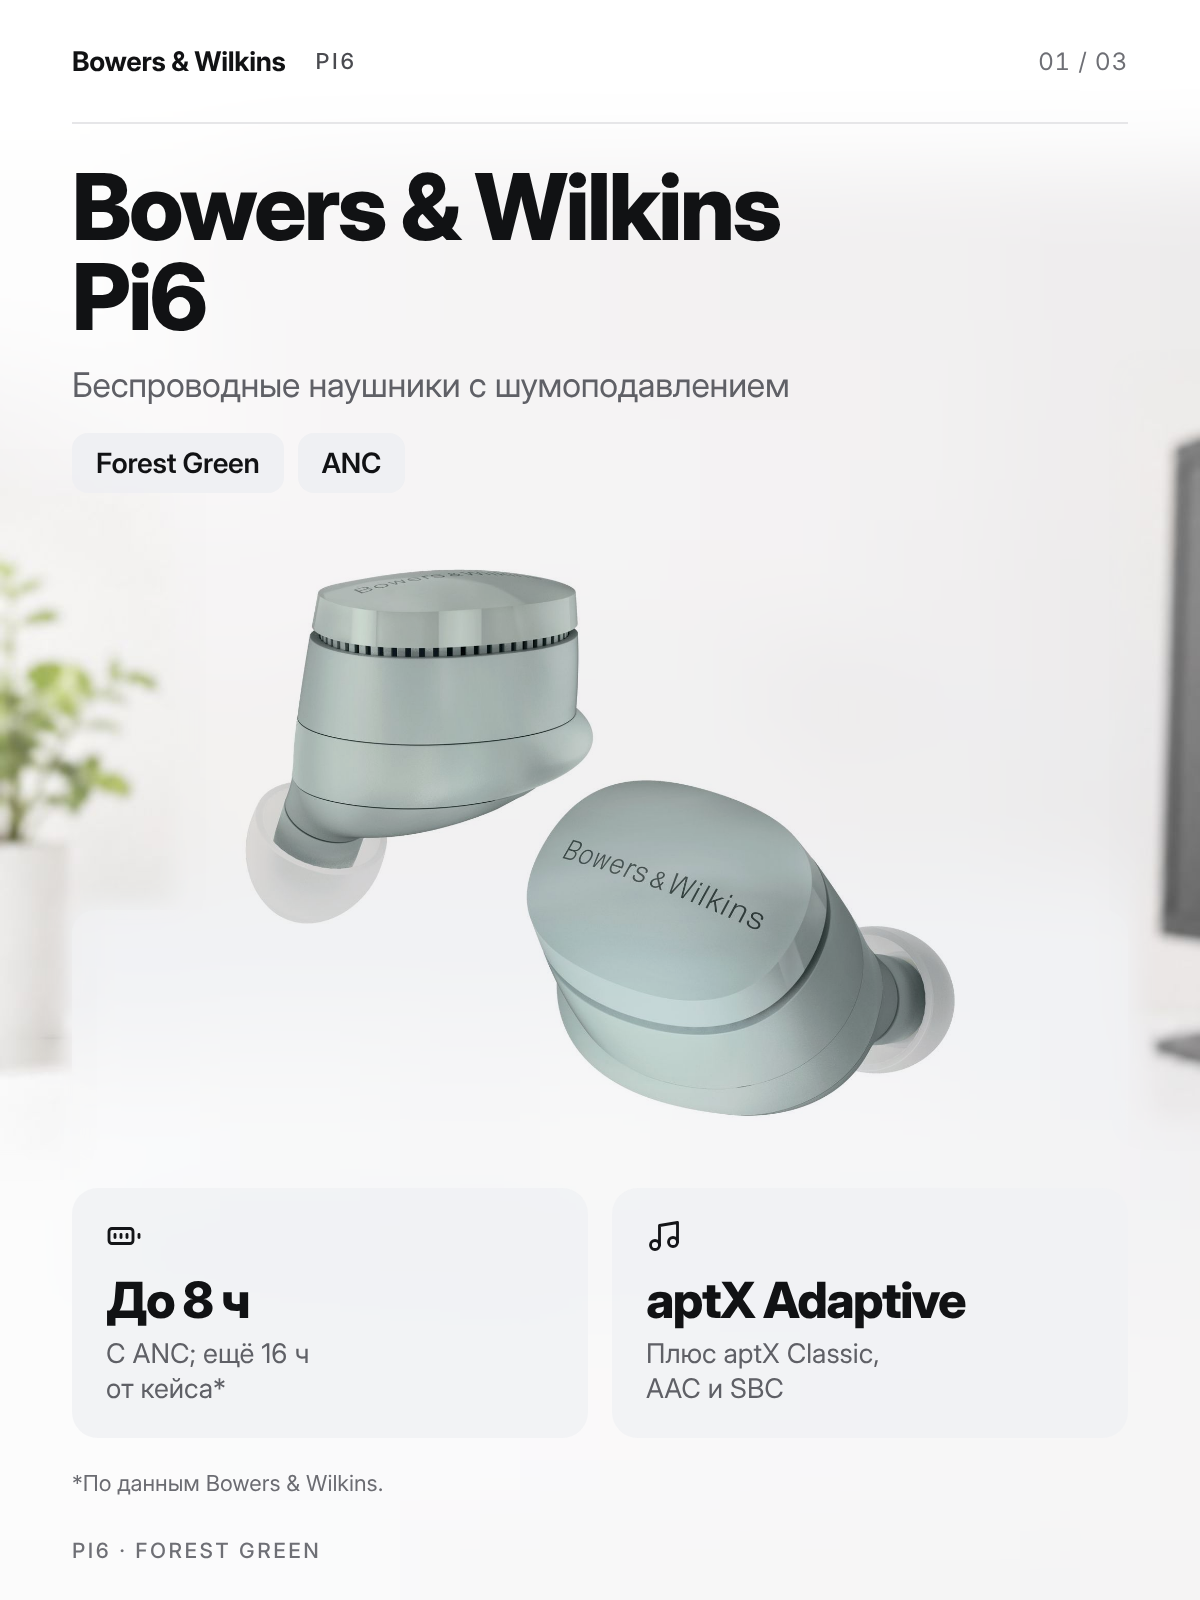 Bowers & Wilkins PI6 01 / 03
Bowers & Wilkins
Pi6
Беспроводные наушники с шумоподавлением
Forest Green ANC
Bowers & Wilkins
Bowers & Wilkins
До 8 ч
С ANC; ещё 16 ч
от кейса*
aptX Adaptive
Плюс aptX Classic,
AAC и SBC
*По данным Bowers & Wilkins.
PI6 · FOREST GREEN